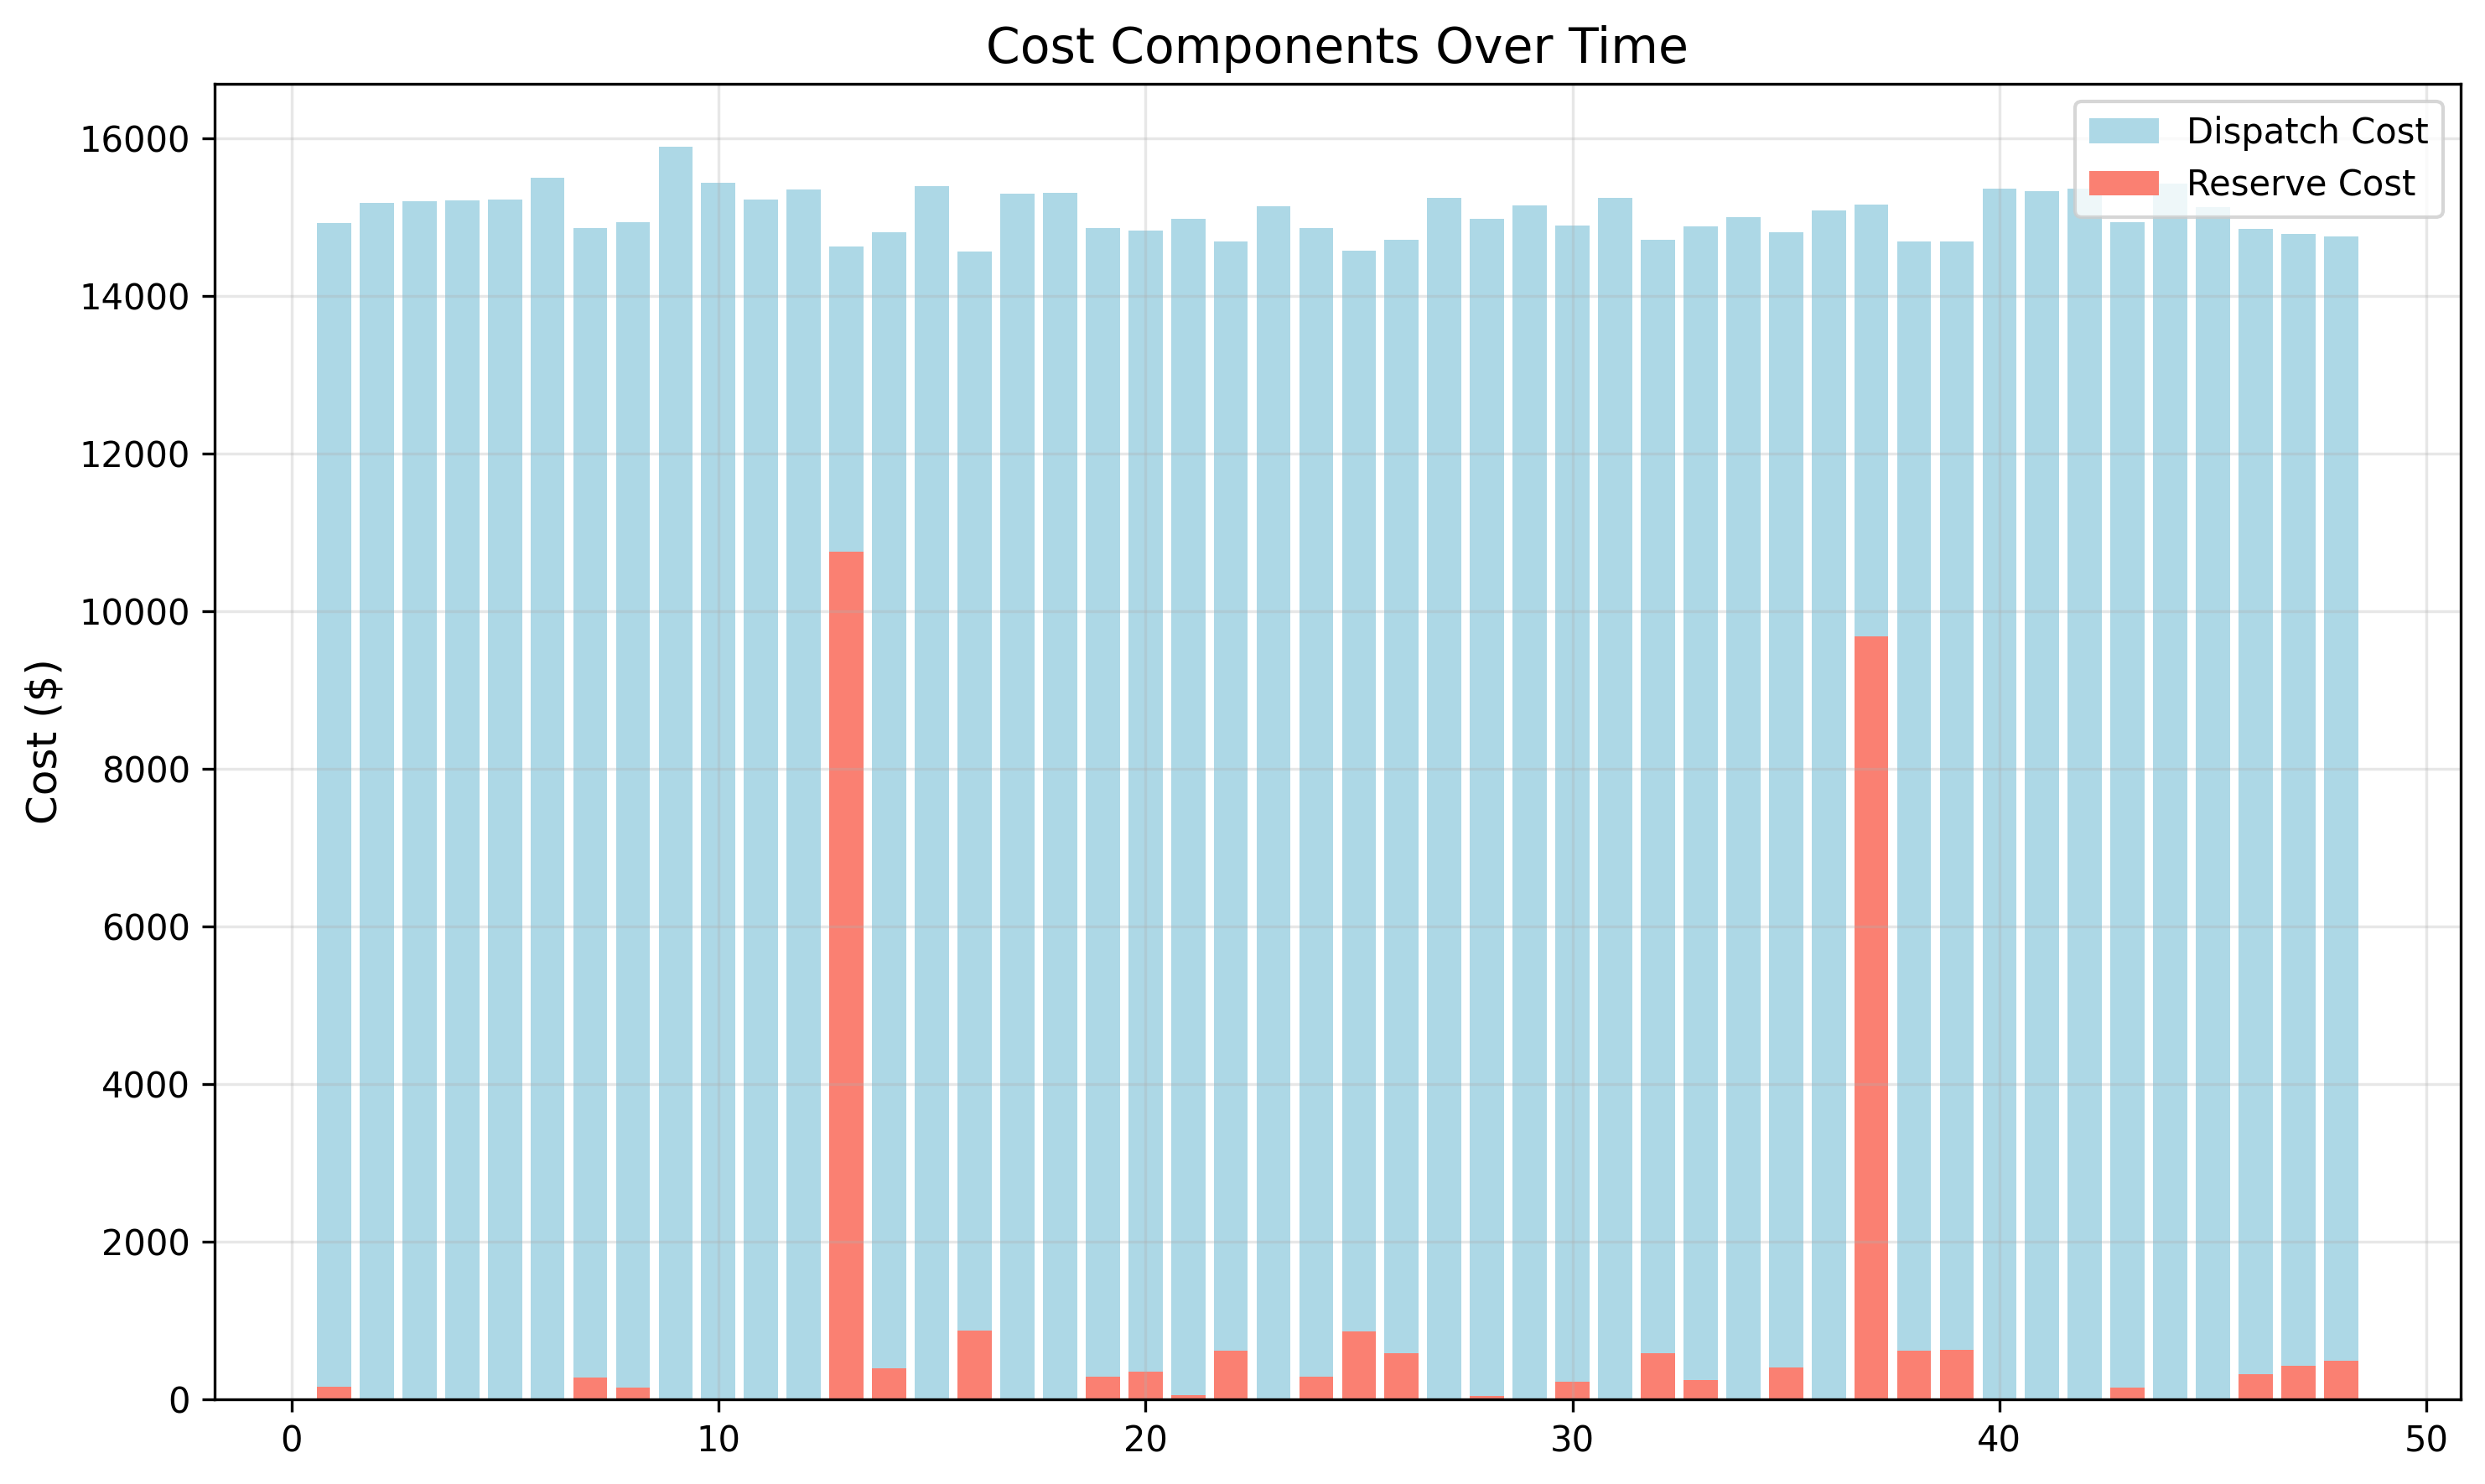 Cost Components Over Time
Dispatch Cost
Reserve Cost
Cost ($)
16000
14000
12000
10000
8000
6000
4000
2000
0
0 10 20 30 40 50